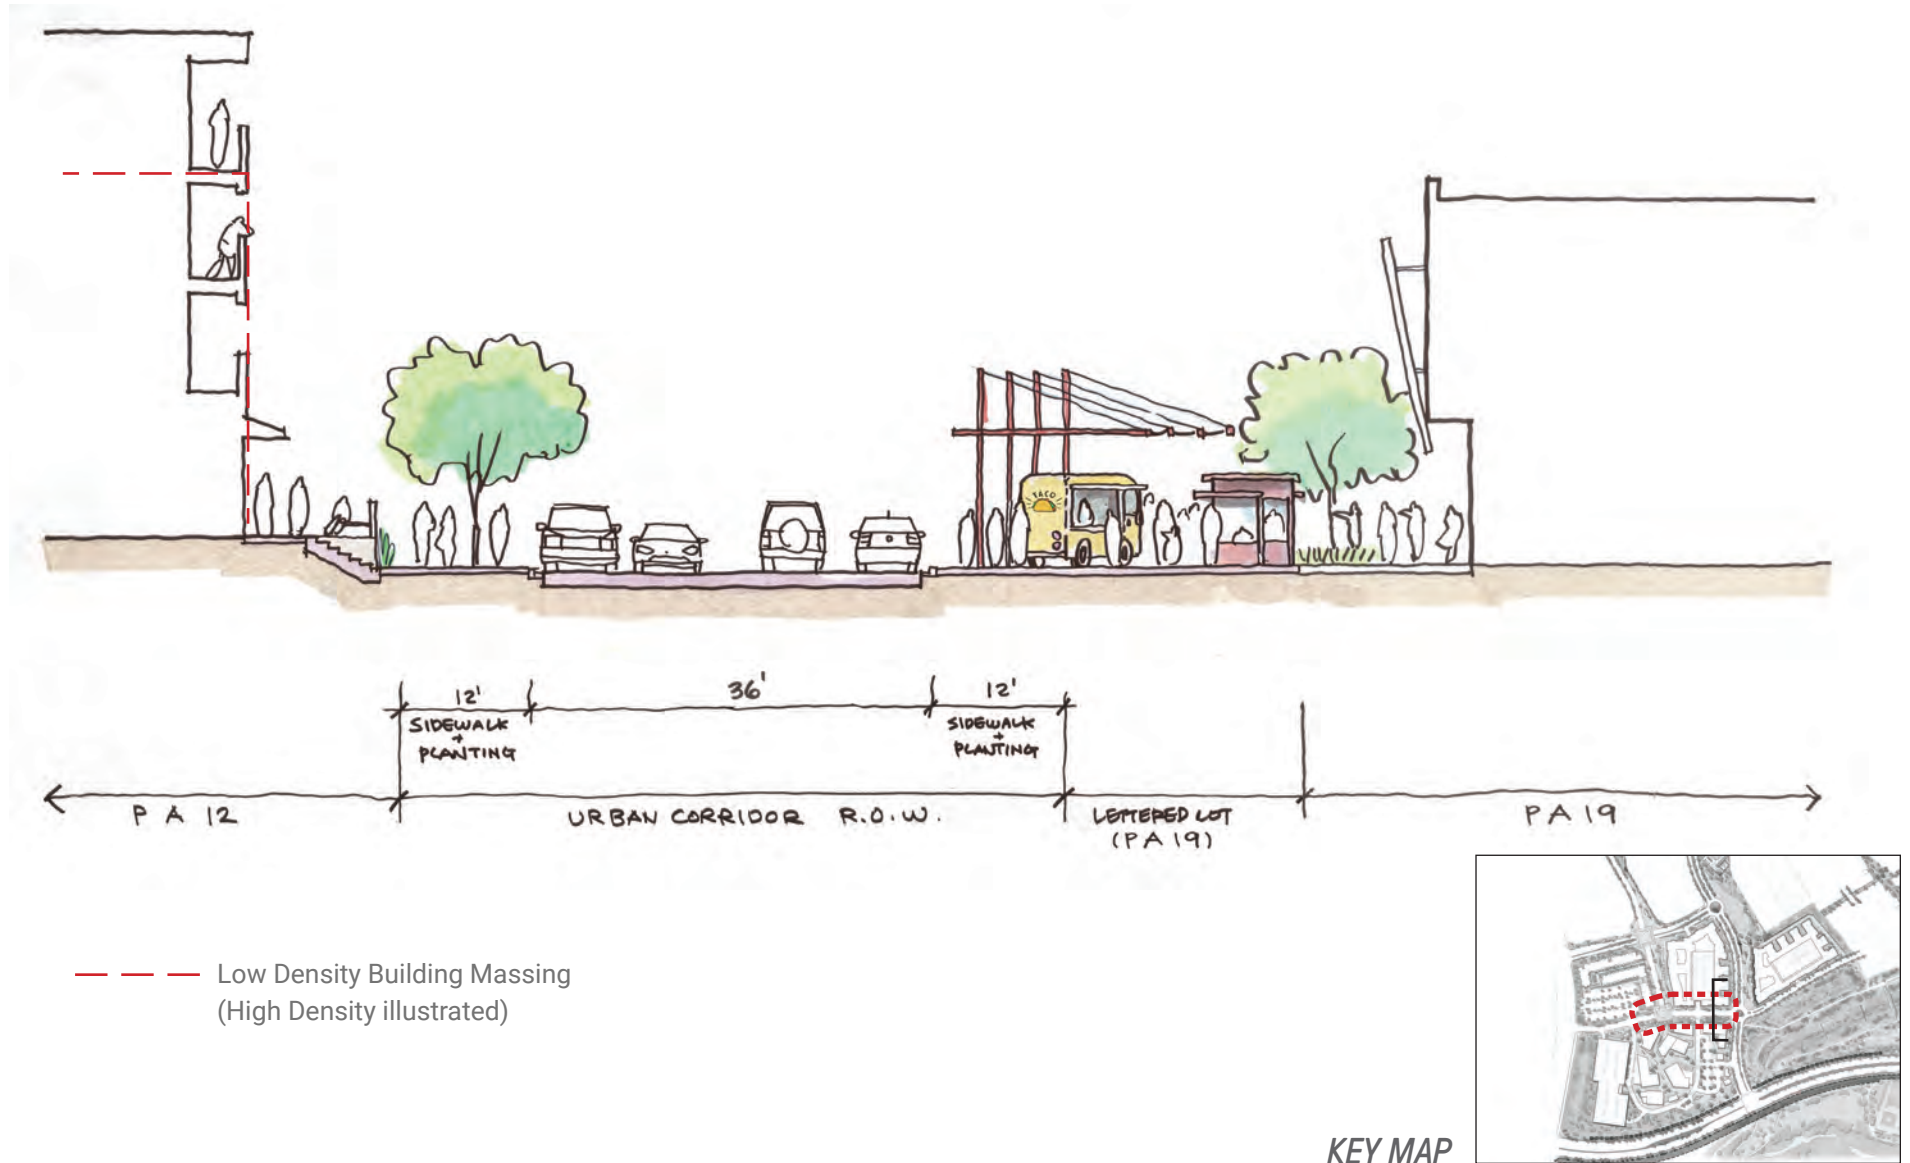 TACO
12'
36'
12'
SIDEWALK
+
PLANTING
SIDEWALK
+
PLANTING
PA 12
URBAN CORRIDOR R.O.W.
LETTERED LOT
(PA 19)
PA 19
Low Density Building Massing
(High Density illustrated)
KEY MAP